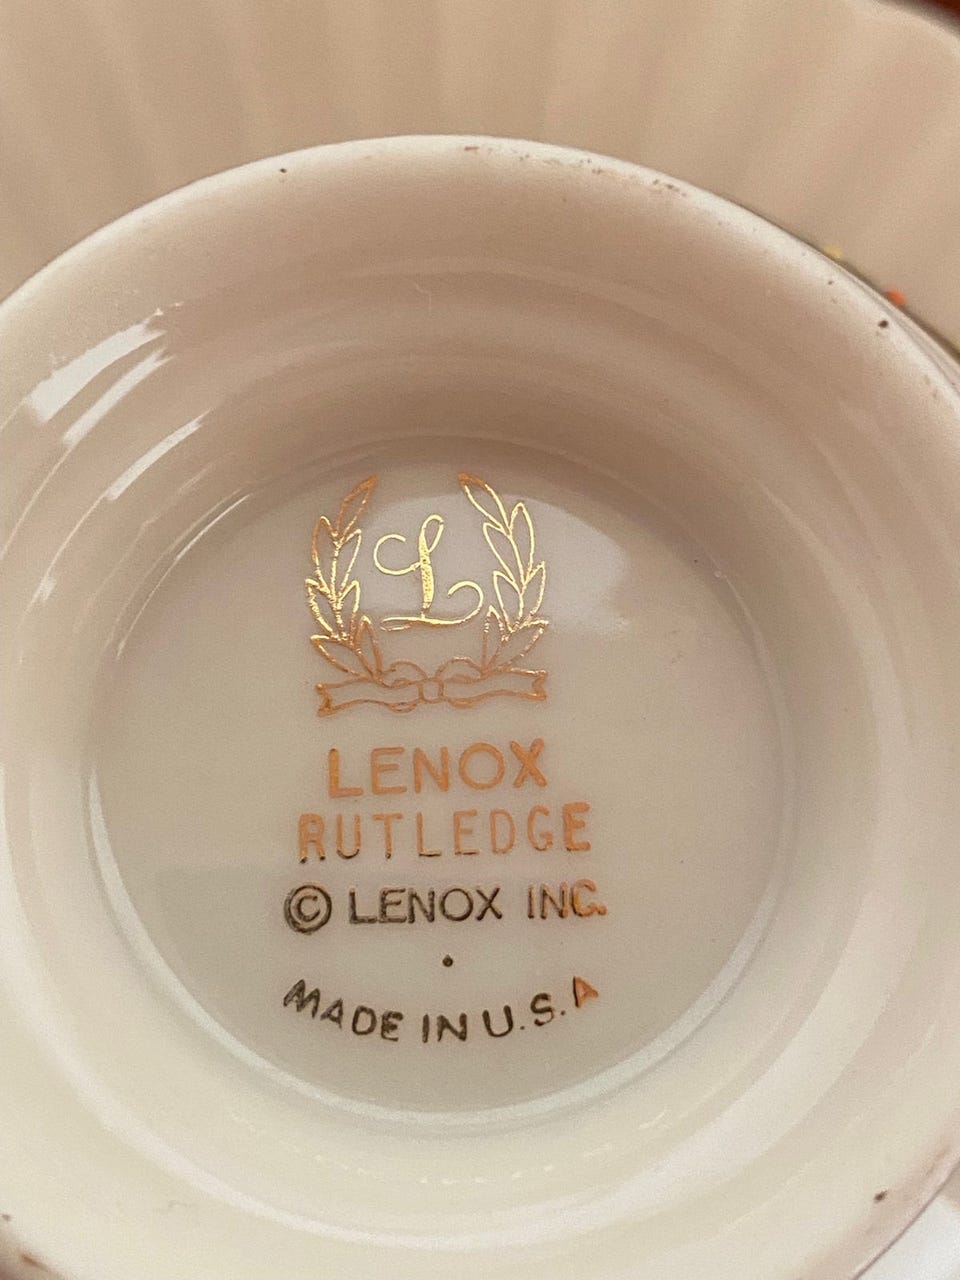 L
LENOX
RUTLEDGE
© LENOX INC.
MADE IN U.S.A